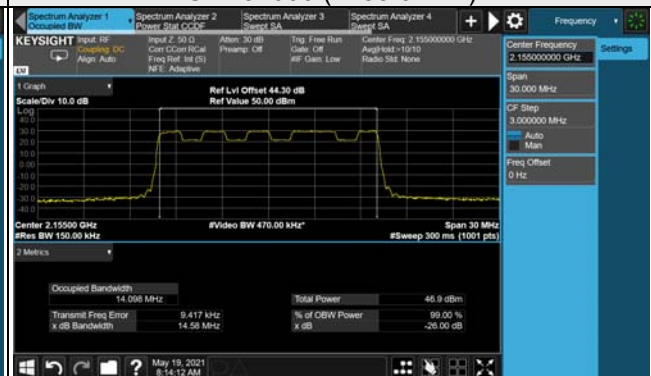 Spectrum Analyzer 1
Occupied BW
Spectrum Analyzer 2
Power Stat CCDF
Spectrum Analyzer 3
Swept SA
Spectrum Analyzer 4
Swept SA
Frequency
KEYSIGHT
Input: RF
Coupling: DC
Align: Auto
Input Z: 50 Ω
Corr CCorr RCal
Freq Ref: Int (S)
NFE: Adaptive
Atten: 30 dB
Preamp: Off
Trig: Free Run
Gate: Off
#IF Gain: Low
Center Freq: 2.155000000 GHz
Avg|Hold:>10/10
Radio Std: None
Center Frequency
2.155000000 GHz
Settings
Span
30.000 MHz
CF Step
3.000000 MHz
Auto
Man
Freq Offset
0 Hz
1 Graph
Scale/Div 10.0 dB
Ref Lvl Offset 44.30 dB
Ref Value 50.00 dBm
Log
40.0
30.0
20.0
10.0
0.00
-10.0
-20.0
-30.0
-40.0
Center 2.15500 GHz
#Res BW 150.00 kHz
#Video BW 470.00 kHz*
Span 30 MHz
#Sweep 300 ms (1001 pts)
2 Metrics
Occupied Bandwidth
14.098 MHz
Total Power
46.9 dBm
Transmit Freq Error
9.417 kHz
% of OBW Power
99.00 %
x dB Bandwidth
14.58 MHz
x dB
-26.00 dB
May 19, 2021
8:14:12 AM